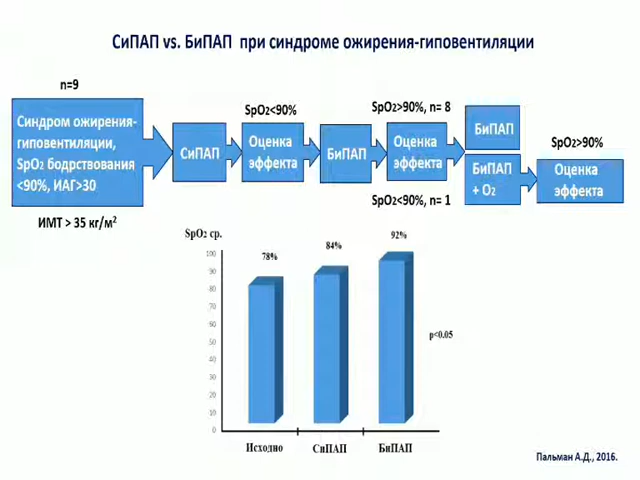 СиПАП vs. БиПАП при синдроме ожирения-гиповентиляции
n=9
Синдром ожирения-
гиповентиляции,
SpO2 бодрствования
<90%, ИАГ>30
ИМТ > 35 кг/м²
СиПАП
SpO2<90%
Оценка
эффекта
БиПАП
SpO2>90%, n= 8
Оценка
эффекта
SpO2<90%, n= 1
БиПАП
БиПАП
+ O2
SpO2>90%
Оценка
эффекта
SpO2 ср.
100
90
80
70
60
50
40
30
20
10
0
78%
84%
92%
p<0.05
Исходно
СиПАП
БиПАП
Пальман А.Д., 2016.